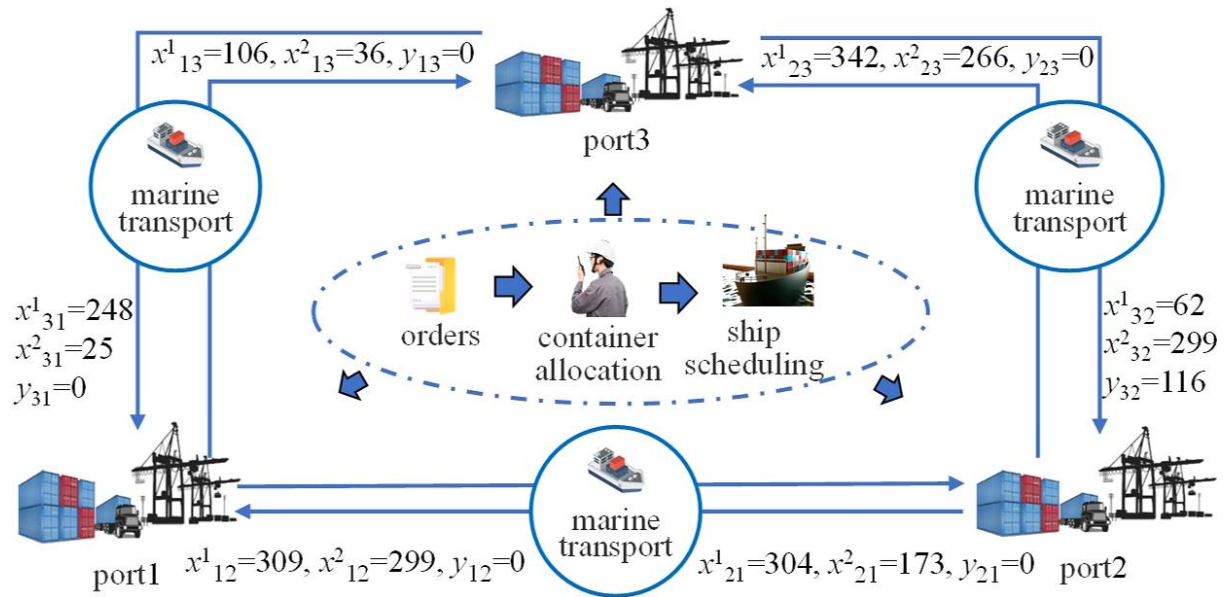 x¹₁₃=106, x²₁₃=36, y₁₃=0
x¹₂₃=342, x²₂₃=266, y₂₃=0
port3
marine
transport
marine
transport
orders
container
allocation
ship
scheduling
x¹₃₁=248
x²₃₁=25
y₃₁=0
x¹₃₂=62
x²₃₂=299
y₃₂=116
marine
transport
port1
x¹₁₂=309, x²₁₂=299, y₁₂=0
x¹₂₁=304, x²₂₁=173, y₂₁=0
port2